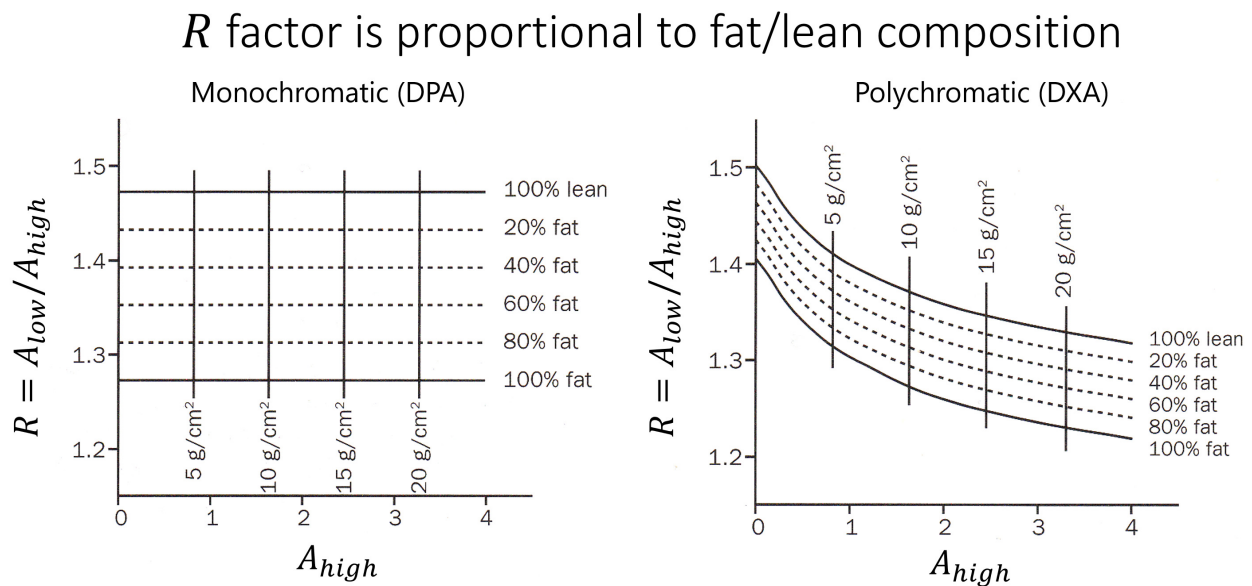 R factor is proportional to fat/lean composition
Monochromatic (DPA)
R = A_low/A_high
1.5
1.4
1.3
1.2
100% lean
20% fat
40% fat
60% fat
80% fat
100% fat
5 g/cm²
10 g/cm²
15 g/cm²
20 g/cm²
0 1 2 3 4
A_high
Polychromatic (DXA)
R = A_low/A_high
1.5
1.4
1.3
1.2
5 g/cm²
10 g/cm²
15 g/cm²
20 g/cm²
100% lean
20% fat
40% fat
60% fat
80% fat
100% fat
0 1 2 3 4
A_high